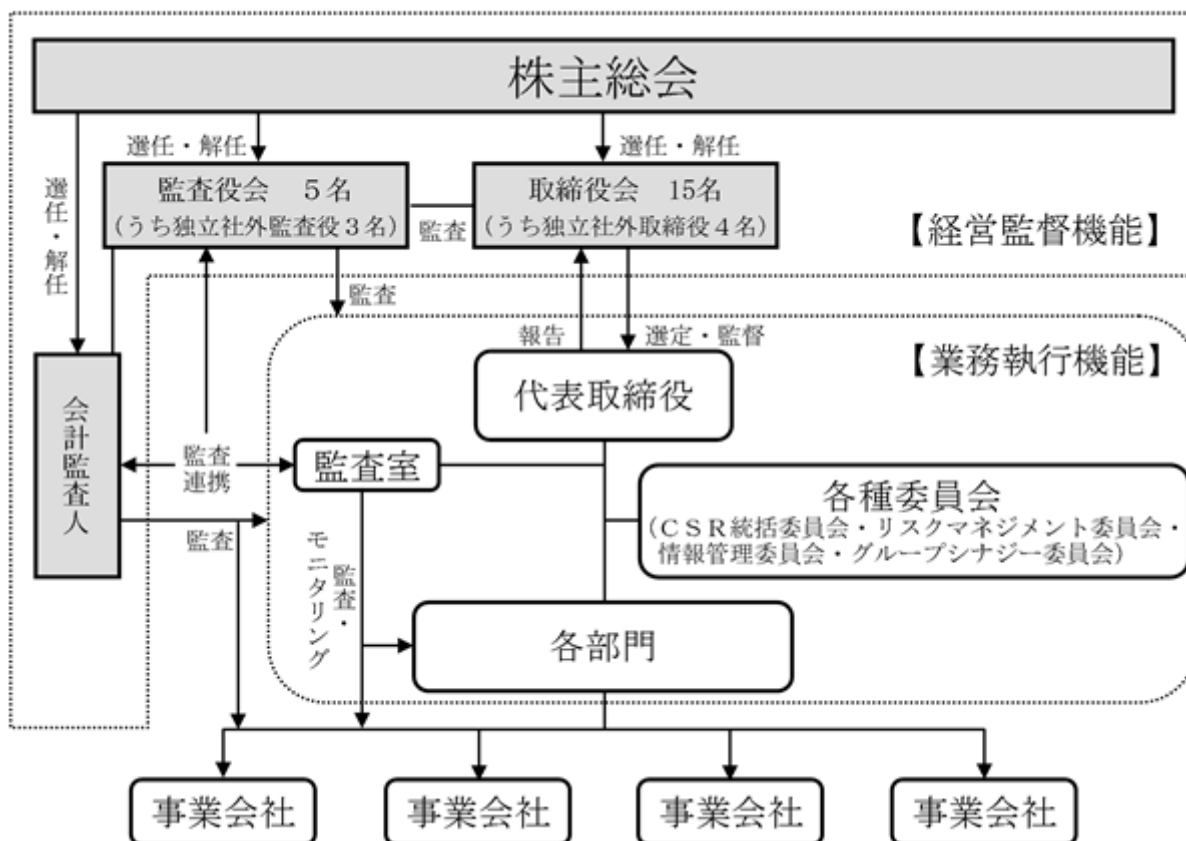 株主総会
選任・解任
選任・解任
選任・解任
監査役会　５名
(うち独立社外監査役３名)
監査
取締役会　15名
(うち独立社外取締役４名)
【経営監督機能】
監査
報告
選定・監督
【業務執行機能】
代表取締役
会計監査人
監査
連携
監査室
各種委員会
(ＣＳＲ統括委員会・リスクマネジメント委員会・
情報管理委員会・グループシナジー委員会)
監査
監査・
モニタリング
各部門
事業会社
事業会社
事業会社
事業会社